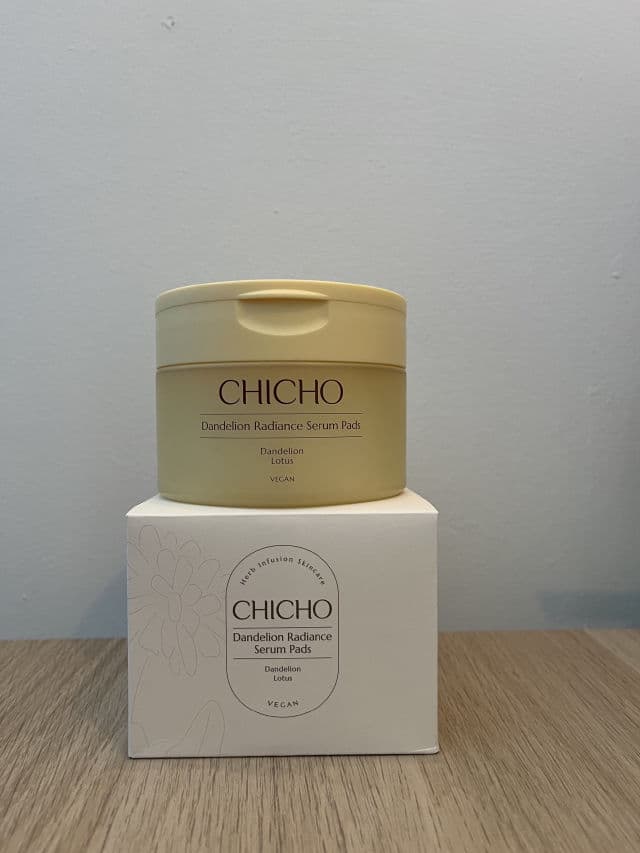 CHICHO
Dandelion Radiance Serum Pads
Dandelion
Lotus
VEGAN
Herb Infusion Skincare
CHICHO
Dandelion Radiance
Serum Pads
Dandelion
Lotus
VEGAN